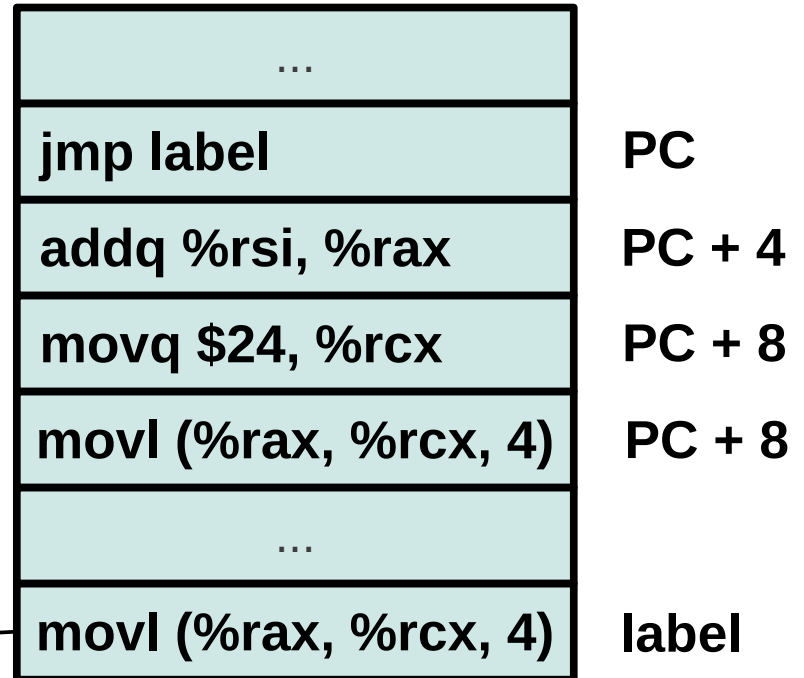 ...
jmp label PC
addq %rsi, %rax PC + 4
movq $24, %rcx PC + 8
movl (%rax, %rcx, 4) PC + 8
...
movl (%rax, %rcx, 4) label